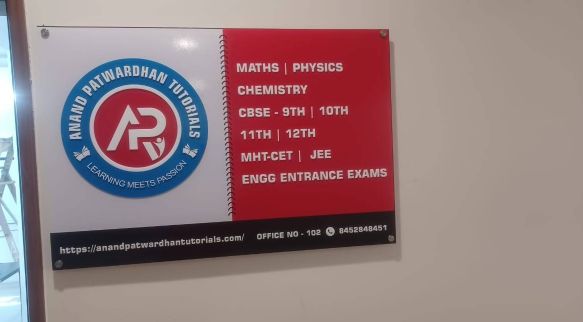 ANAND PATWARDHAN TUTORIALS
APT
LEARNING MEETS PASSION
MATHS | PHYSICS
CHEMISTRY
CBSE - 9TH | 10TH
11TH | 12TH
MHT-CET | JEE
ENGG ENTRANCE EXAMS
https://anandpatwardhantutorials.com/ OFFICE NO - 102 8452848451